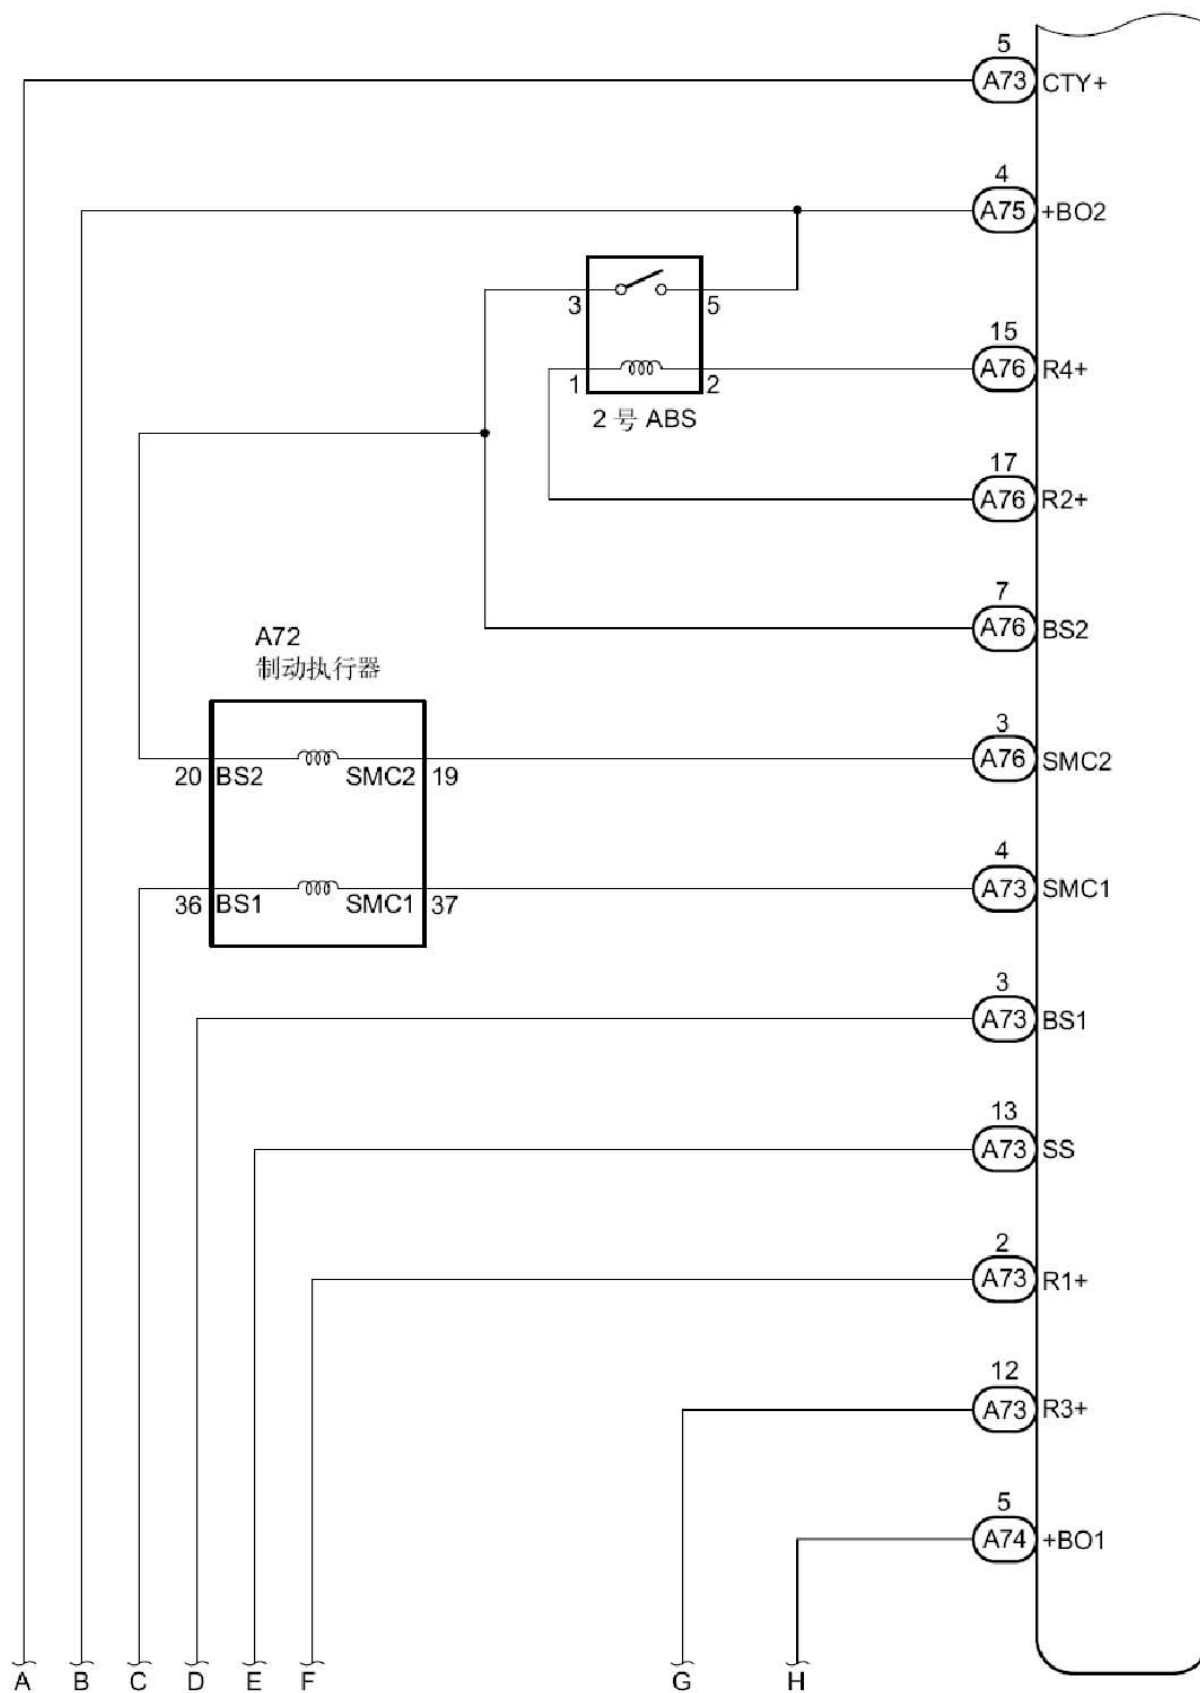 5
A73 CTY+
4
A75 +BO2
3 5
15
A76 R4+
1 2
2 号 ABS
17
A76 R2+
7
A76 BS2
A72
制动执行器
3
A76 SMC2
20 BS2 SMC2 19
4
A73 SMC1
36 BS1 SMC1 37
3
A73 BS1
13
A73 SS
2
A73 R1+
12
A73 R3+
5
A74 +BO1
A B C D E F G H